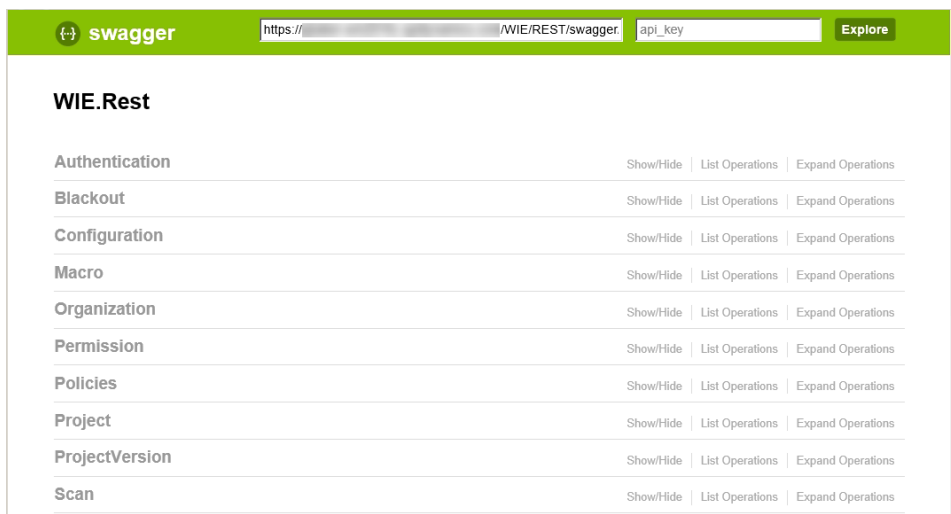 {··} swagger https:// /WIE/REST/swagger. api_key Explore
WIE.Rest
Authentication Show/Hide List Operations Expand Operations
Blackout Show/Hide List Operations Expand Operations
Configuration Show/Hide List Operations Expand Operations
Macro Show/Hide List Operations Expand Operations
Organization Show/Hide List Operations Expand Operations
Permission Show/Hide List Operations Expand Operations
Policies Show/Hide List Operations Expand Operations
Project Show/Hide List Operations Expand Operations
ProjectVersion Show/Hide List Operations Expand Operations
Scan Show/Hide List Operations Expand Operations